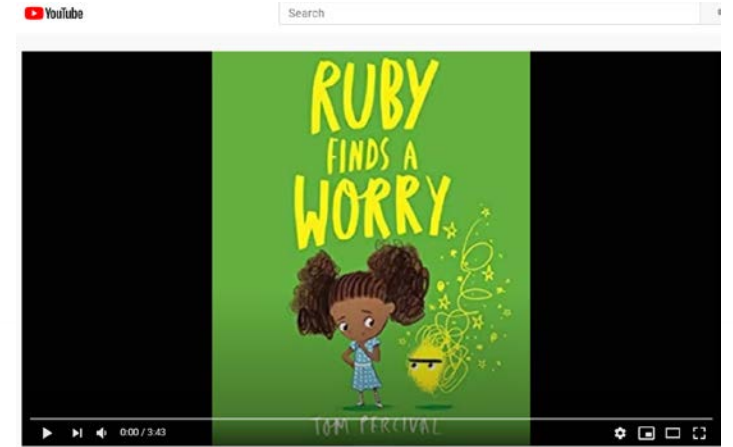 YouTube
Search
RUBY
FINDS A
WORRY
TOM PERCIVAL
0:00 / 3:43